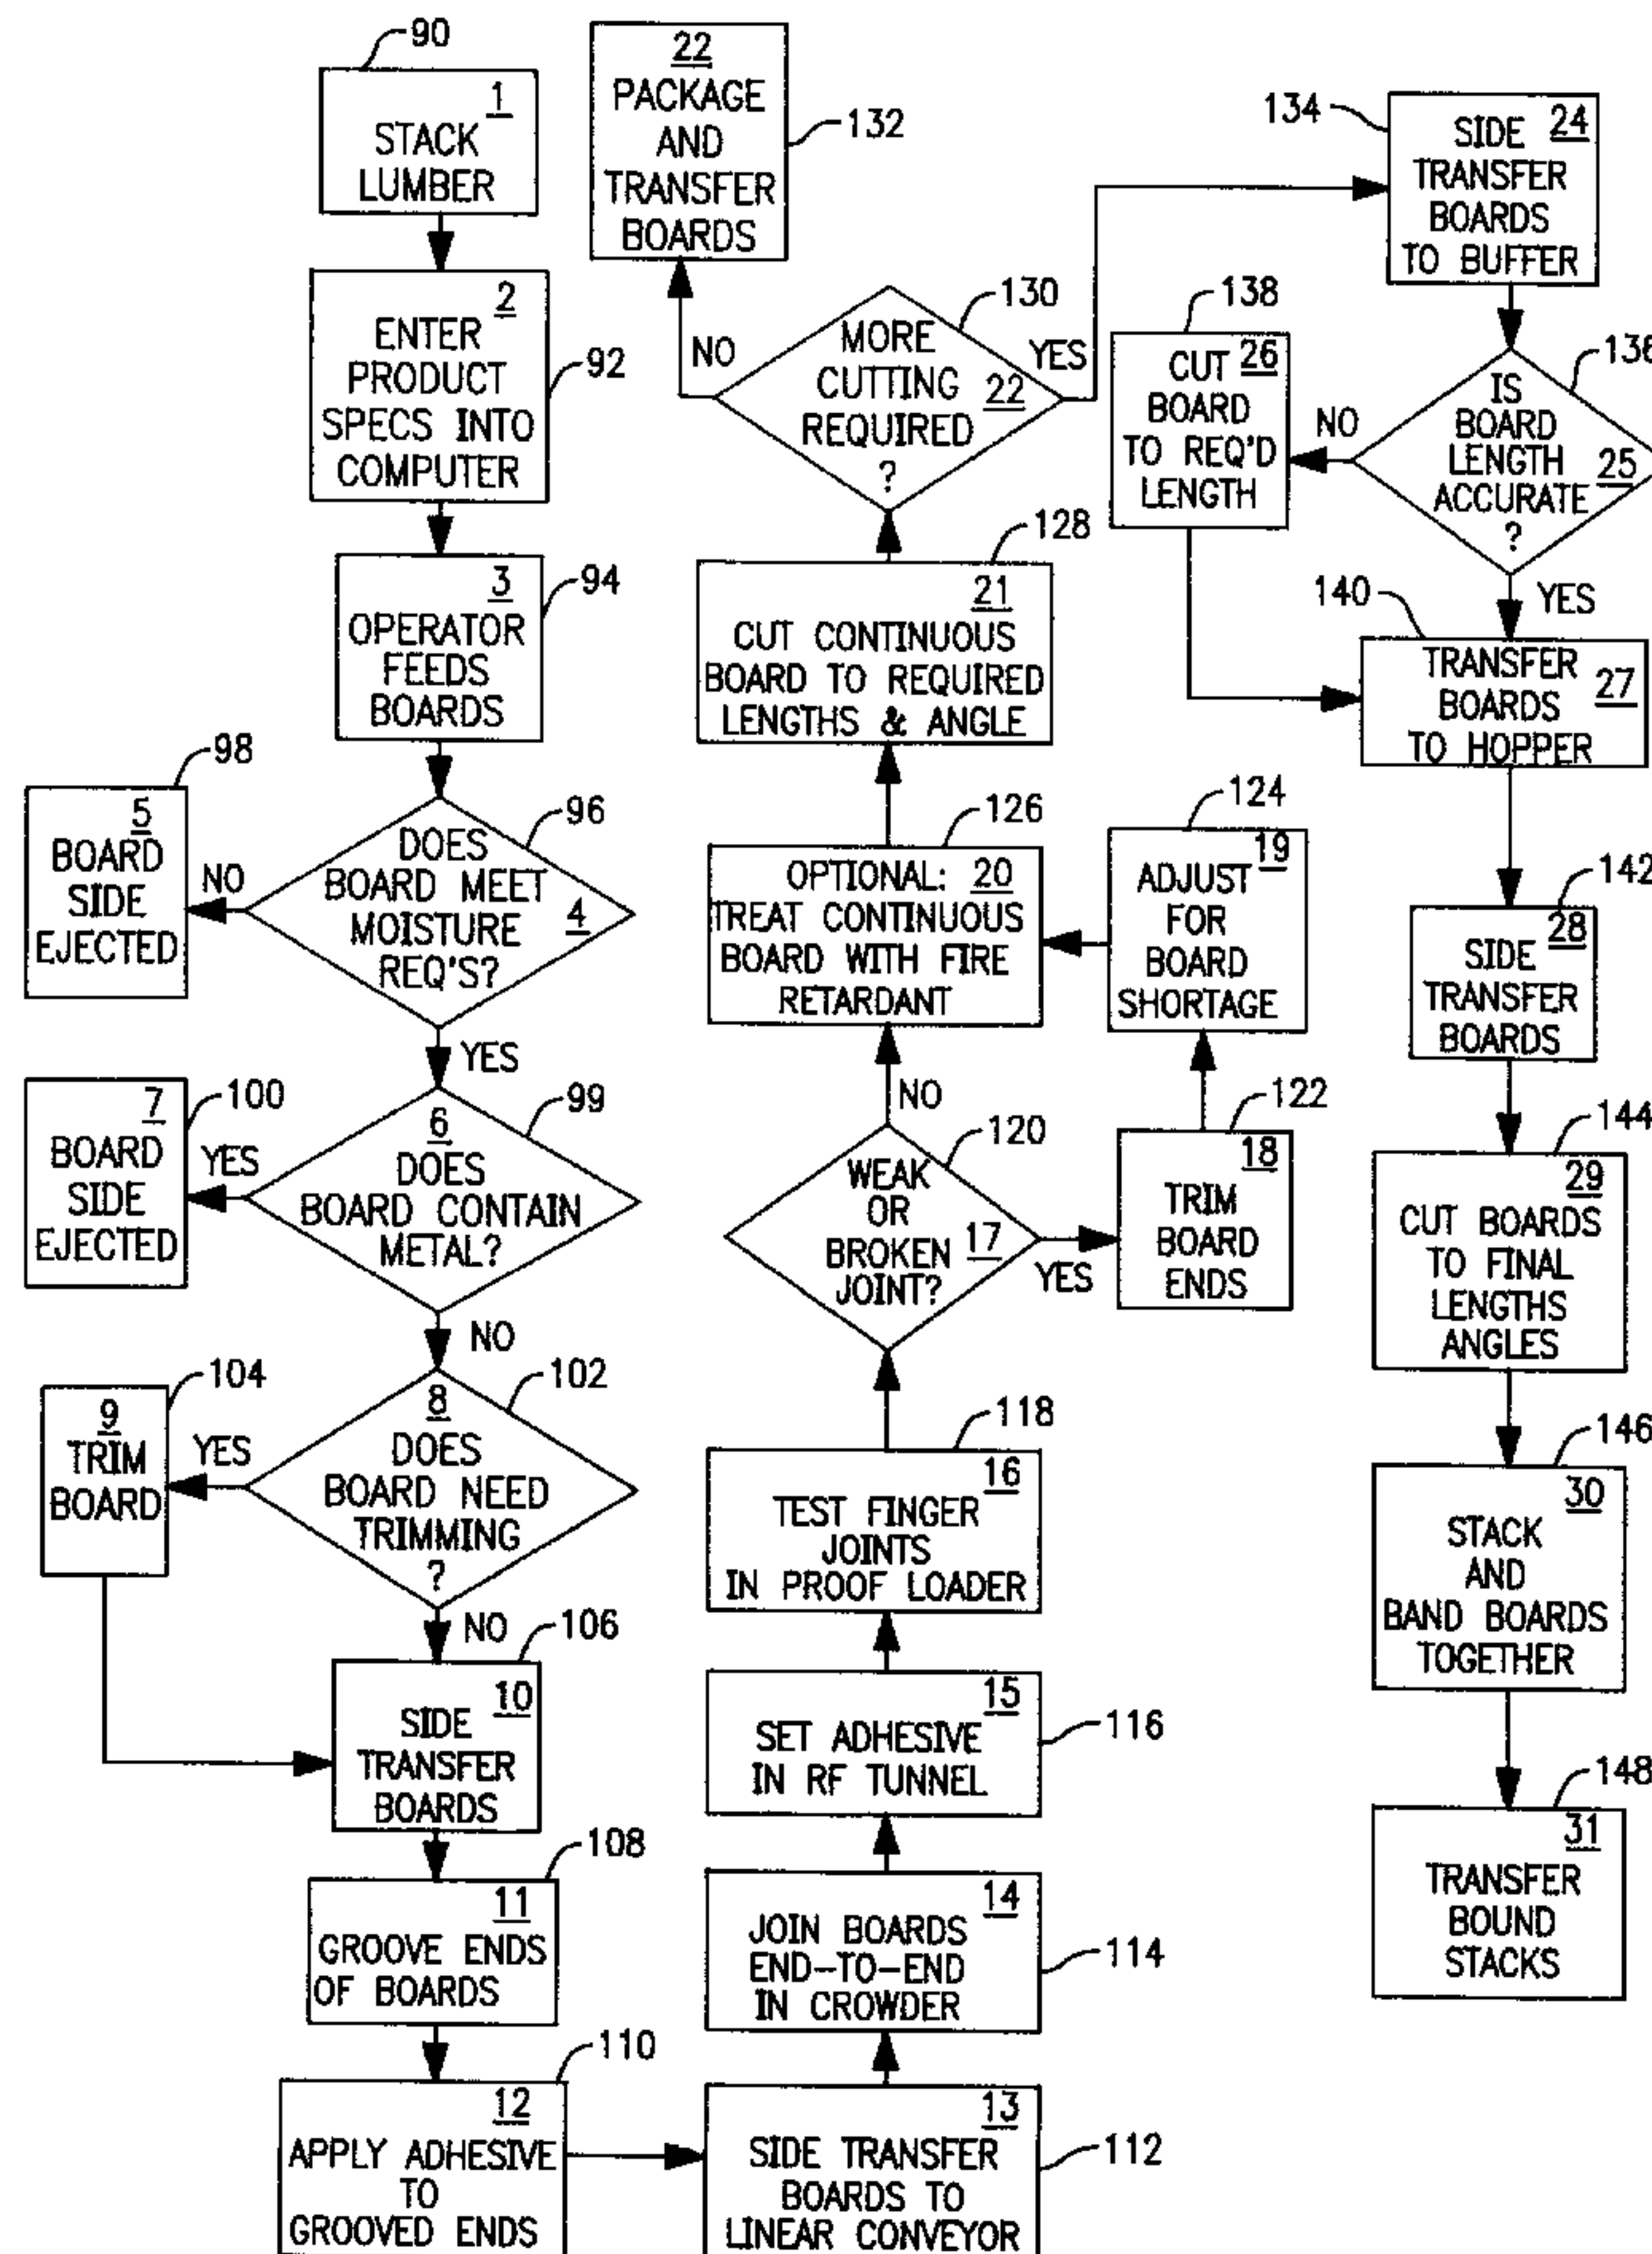 90
1
STACK
LUMBER
2
ENTER
PRODUCT
SPECS INTO
COMPUTER
92
3
OPERATOR
FEEDS
BOARDS
94
98
5
BOARD
SIDE
EJECTED
NO
96
DOES
BOARD MEET
MOISTURE
REQ'S?
4
YES
7
BOARD
SIDE
EJECTED
100
YES
99
6
DOES
BOARD CONTAIN
METAL?
NO
104
9
TRIM
BOARD
YES
102
8
DOES
BOARD NEED
TRIMMING
?
NO
106
10
SIDE
TRANSFER
BOARDS
108
11
GROOVE ENDS
OF BOARDS
110
12
APPLY ADHESIVE
TO
GROOVED ENDS
22
PACKAGE
AND
TRANSFER
BOARDS
132
NO
130
MORE
CUTTING
REQUIRED
?
22
YES
128
21
CUT CONTINUOUS
BOARD TO REQUIRED
LENGTHS & ANGLE
126
OPTIONAL: 20
TREAT CONTINUOUS
BOARD WITH FIRE
RETARDANT
124
19
ADJUST
FOR
BOARD
SHORTAGE
NO
120
WEAK
OR
BROKEN 17
JOINT?
YES
122
18
TRIM
BOARD
ENDS
118
16
TEST FINGER
JOINTS
IN PROOF LOADER
15
SET ADHESIVE
IN RF TUNNEL
116
14
JOIN BOARDS
END-TO-END
IN CROWDER
114
13
SIDE TRANSFER
BOARDS TO
LINEAR CONVEYOR
112
134
SIDE 24
TRANSFER
BOARDS
TO BUFFER
138
CUT 26
BOARD
TO REQ'D
LENGTH
NO
136
IS
BOARD
LENGTH
ACCURATE 25
?
YES
140
TRANSFER
BOARDS 27
TO HOPPER
142
28
SIDE
TRANSFER
BOARDS
144
29
CUT BOARDS
TO FINAL
LENGTHS
ANGLES
146
30
STACK
AND
BAND BOARDS
TOGETHER
148
31
TRANSFER
BOUND
STACKS